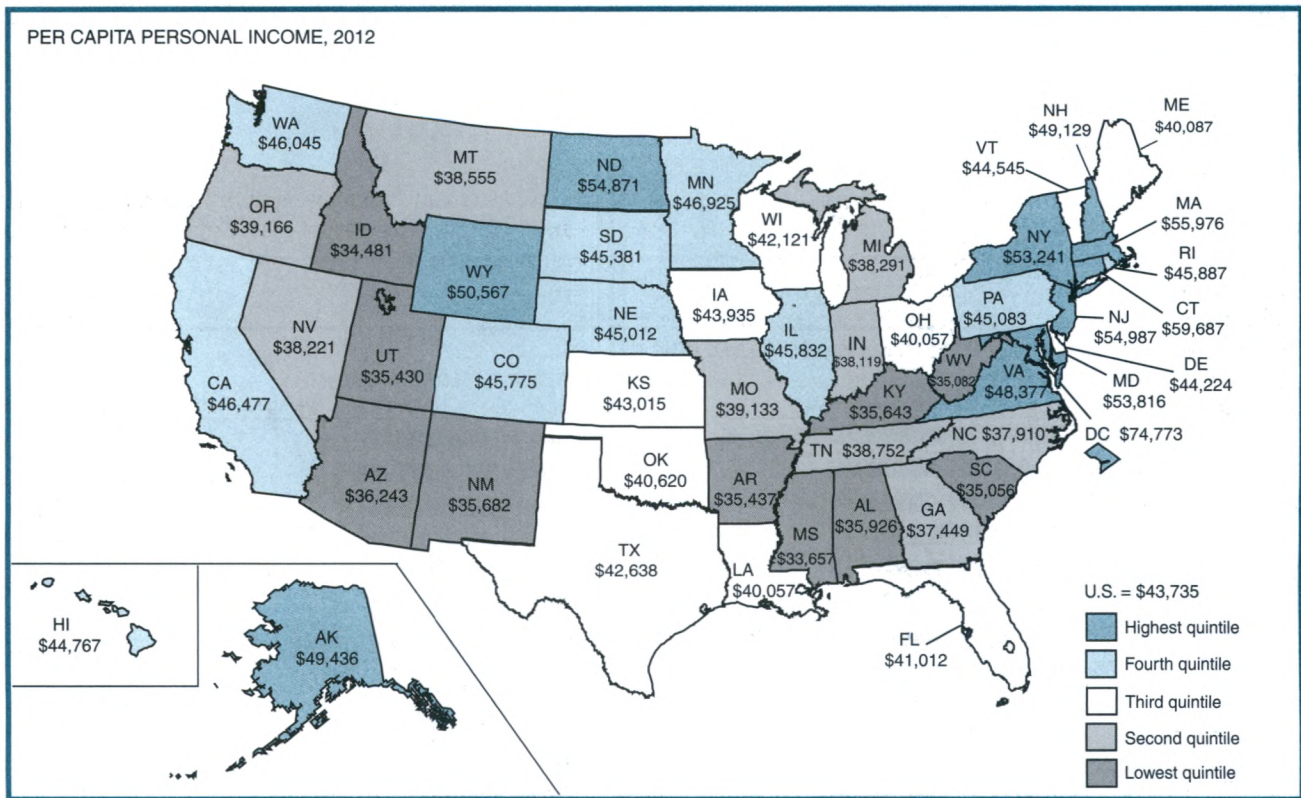 PER CAPITA PERSONAL INCOME, 2012
WA
$46,045
MT
$38,555
ND
$54,871
MN
$46,925
VT
$44,545
NH
$49,129
ME
$40,087
OR
$39,166
ID
$34,481
WY
$50,567
SD
$45,381
WI
$42,121
MI
$38,291
NY
$53,241
MA
$55,976
RI
$45,887
CT
$59,687
NJ
$54,987
DE
$44,224
MD
$53,816
DC $74,773
NV
$38,221
UT
$35,430
CO
$45,775
NE
$45,012
IA
$43,935
IL
$45,832
IN
$38,119
OH
$40,057
PA
$45,083
CA
$46,477
KS
$43,015
MO
$39,133
KY
$35,643
WV
$35,082
VA
$48,377
AZ
$36,243
NM
$35,682
OK
$40,620
AR
$35,437
TN $38,752
NC $37,910
SC
$35,056
TX
$42,638
LA
$40,057
MS
$33,657
AL
$35,926
GA
$37,449
FL
$41,012
HI
$44,767
AK
$49,436
U.S. = $43,735
Highest quintile
Fourth quintile
Third quintile
Second quintile
Lowest quintile